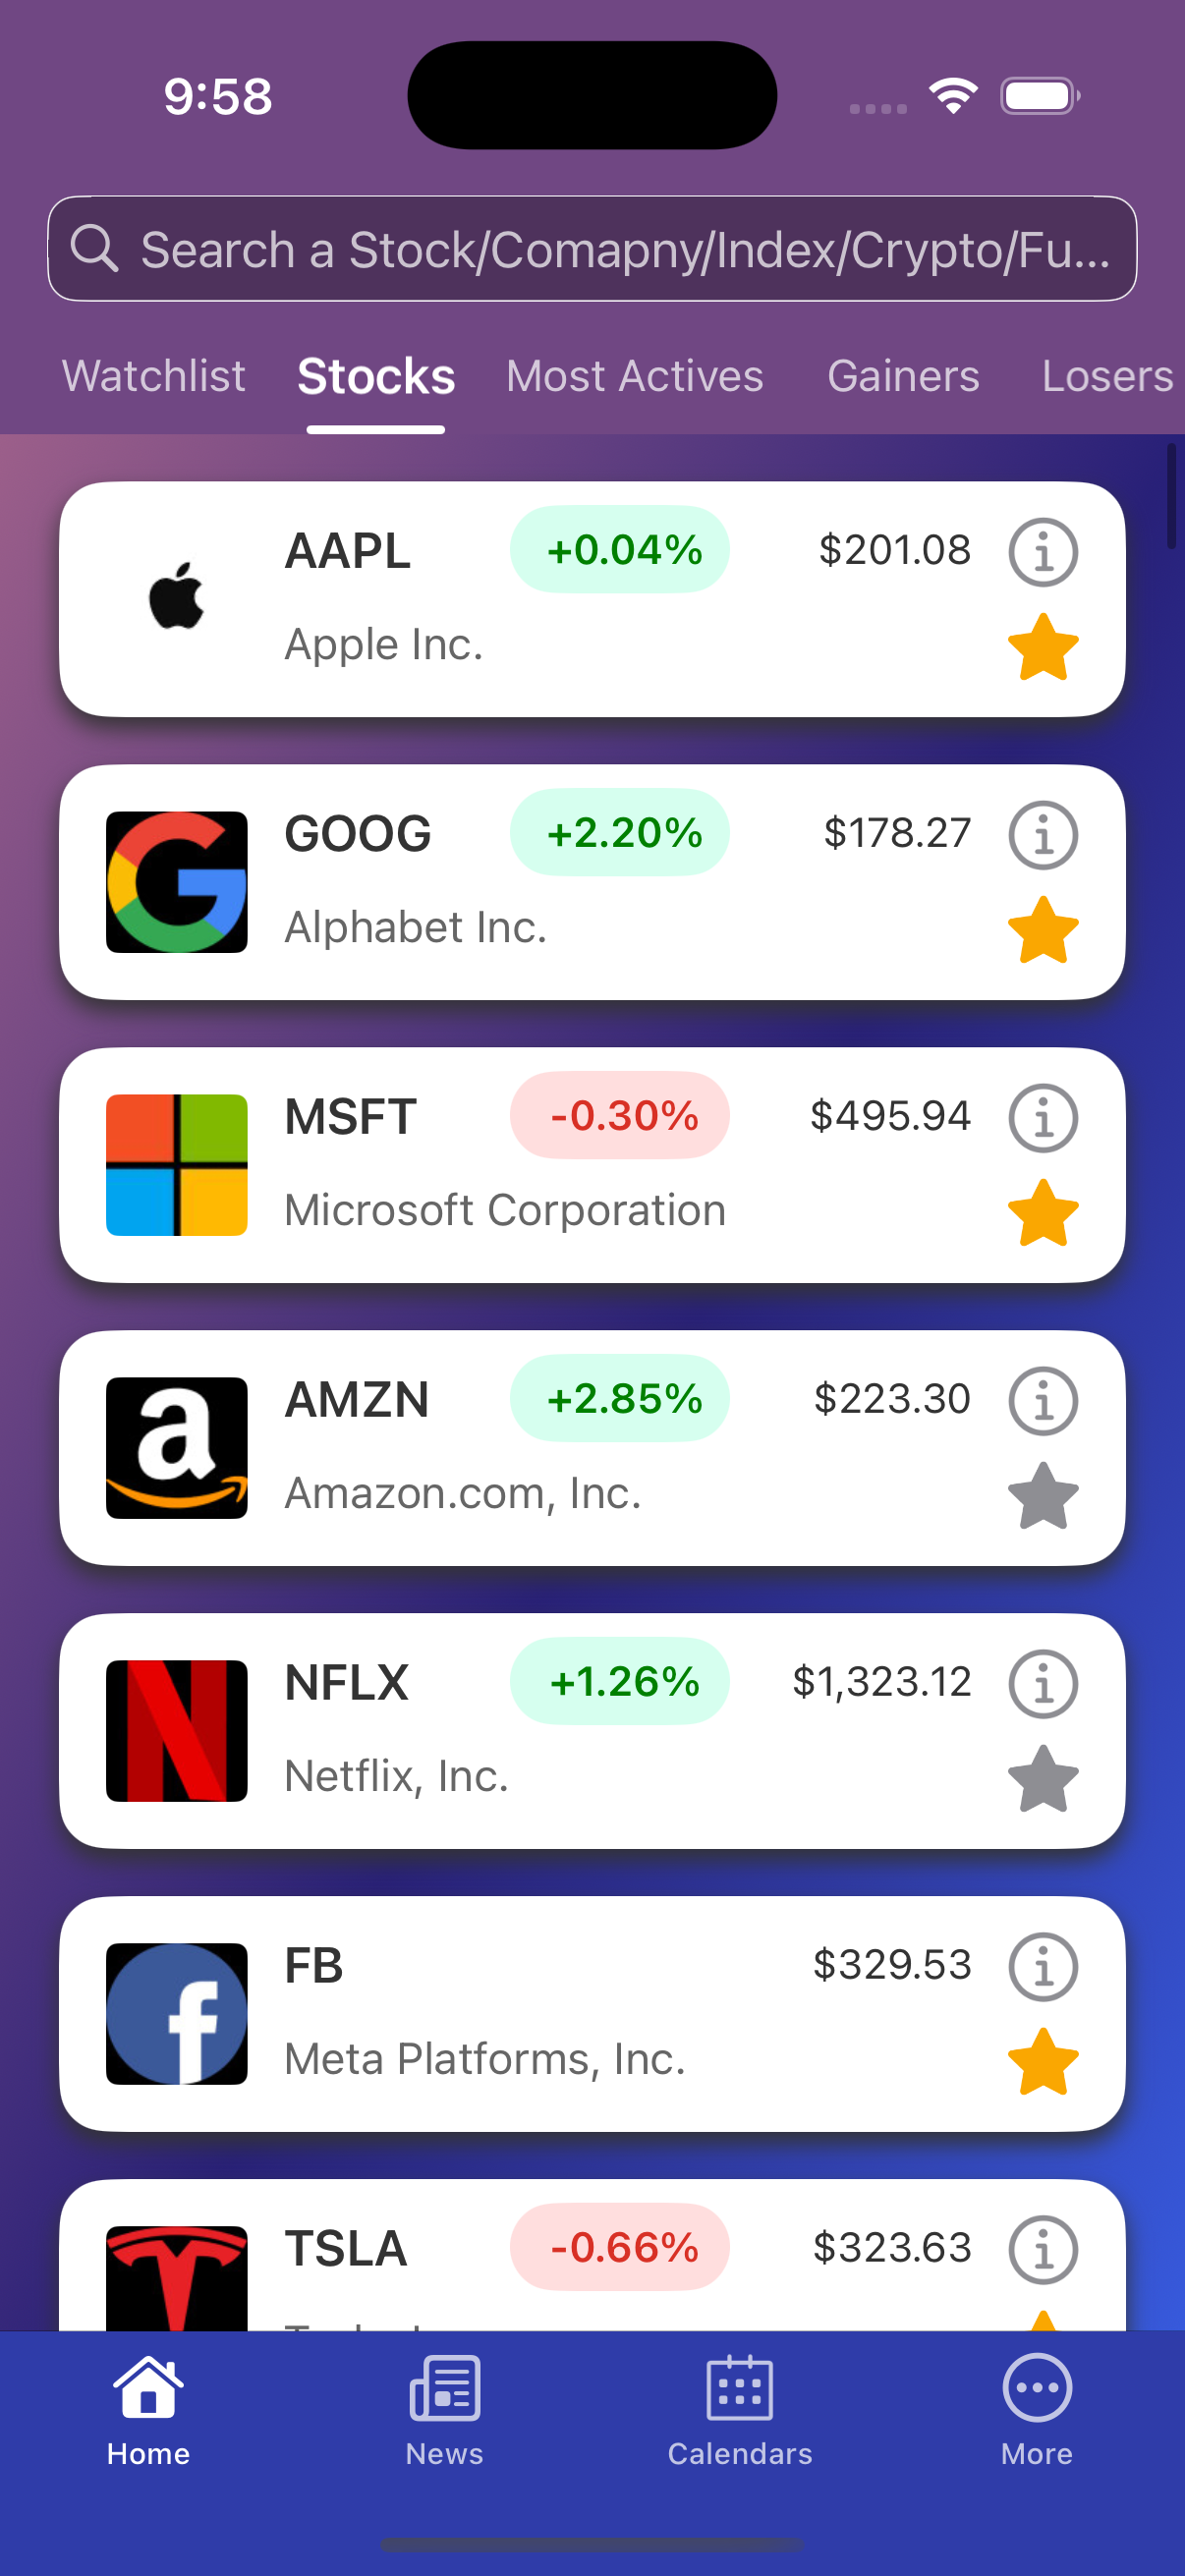 9:58
Search a Stock/Comapny/Index/Crypto/Fu...
Watchlist Stocks Most Actives Gainers Losers
AAPL +0.04% $201.08
Apple Inc.
GOOG +2.20% $178.27
Alphabet Inc.
MSFT -0.30% $495.94
Microsoft Corporation
AMZN +2.85% $223.30
Amazon.com, Inc.
NFLX +1.26% $1,323.12
Netflix, Inc.
FB $329.53
Meta Platforms, Inc.
TSLA -0.66% $323.63
Home News Calendars More